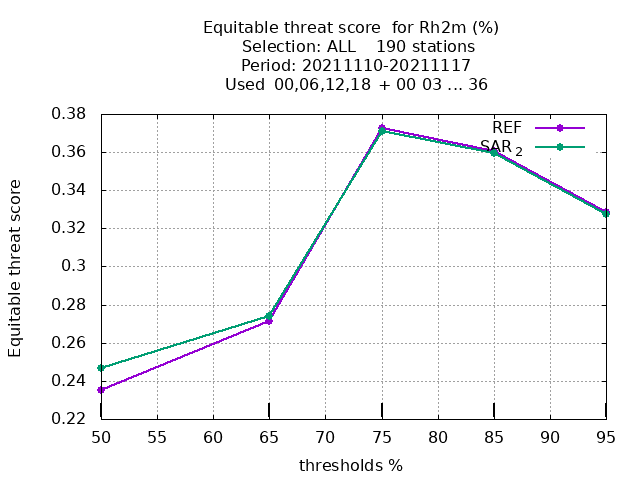 Equitable threat score  for Rh2m (%)
Selection: ALL    190 stations
Period: 20211110-20211117
Used  00,06,12,18  + 00 03 ... 36
Equitable threat score
0.38
0.36
0.34
0.32
0.3
0.28
0.26
0.24
0.22
REF
SAR 2
50 55 60 65 70 75 80 85 90 95
thresholds %